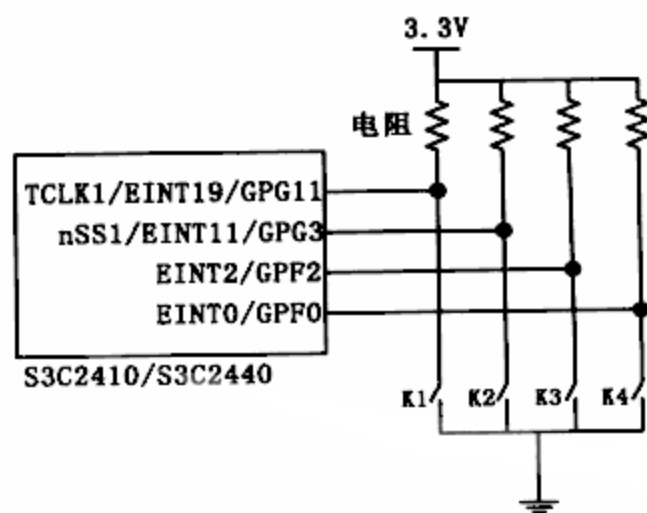 3.3V
电阻
TCLK1/EINT19/GPG11
nSS1/EINT11/GPG3
EINT2/GPF2
EINT0/GPF0
K1 K2 K3 K4
S3C2410/S3C2440